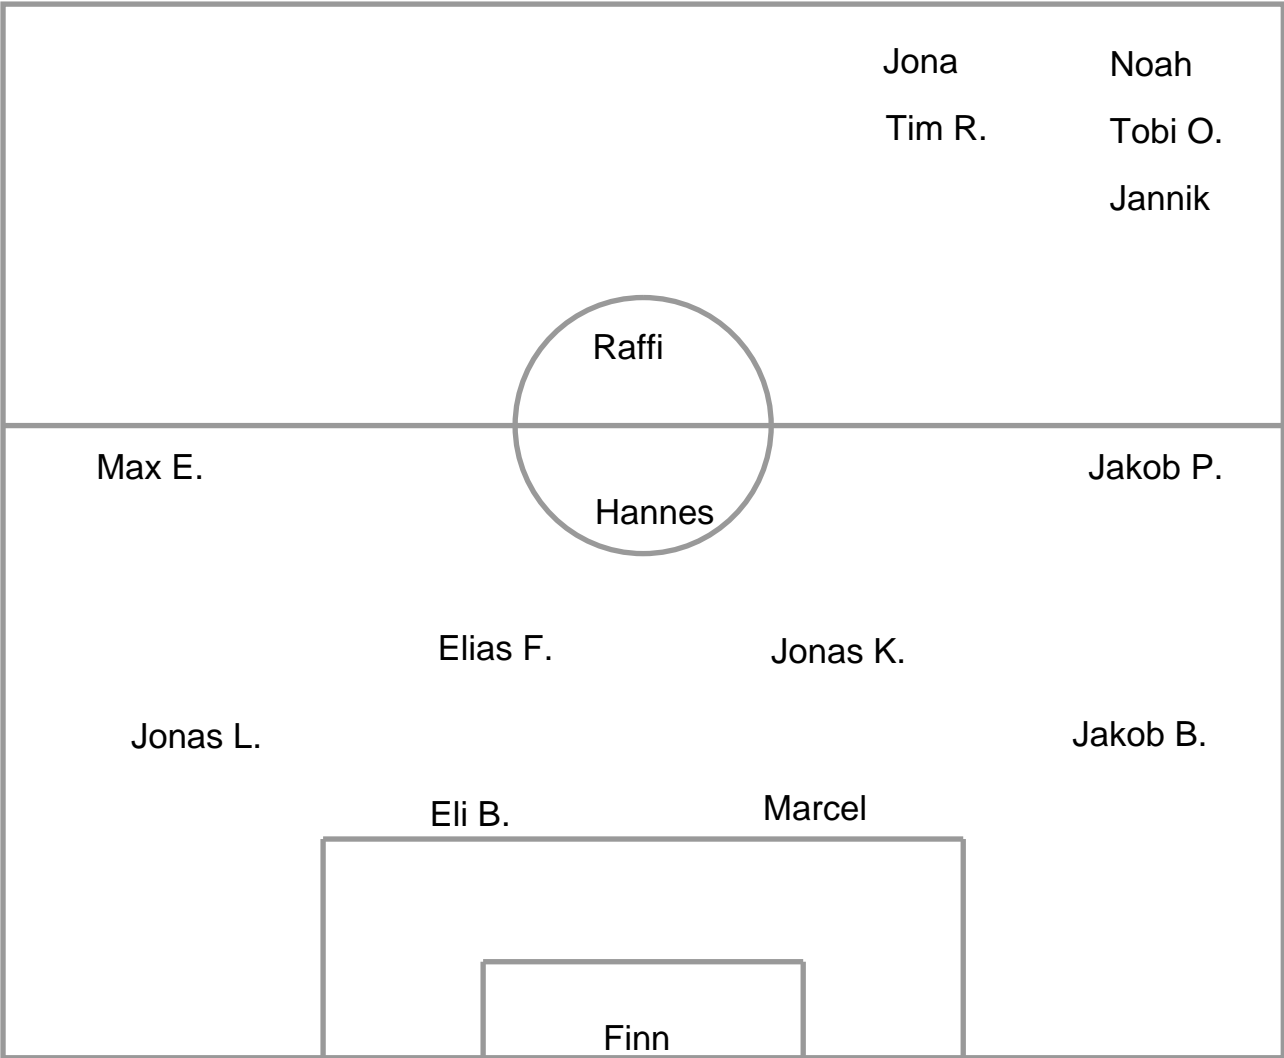 Jona Noah
Tim R. Tobi O.
Jannik
Raffi
Max E. Jakob P.
Hannes
Elias F. Jonas K.
Jonas L. Jakob B.
Eli B. Marcel
Finn